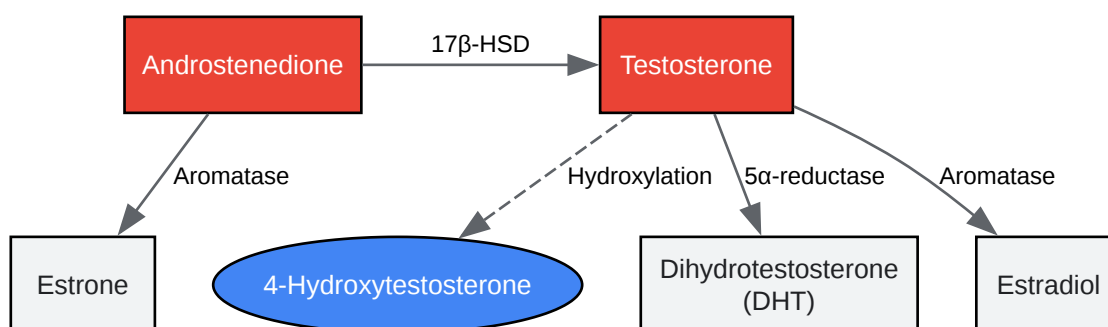 17β-HSD
Androstenedione
Testosterone
Aromatase
Hydroxylation
5α-reductase
Aromatase
Estrone
4-Hydroxytestosterone
Dihydrotestosterone
(DHT)
Estradiol